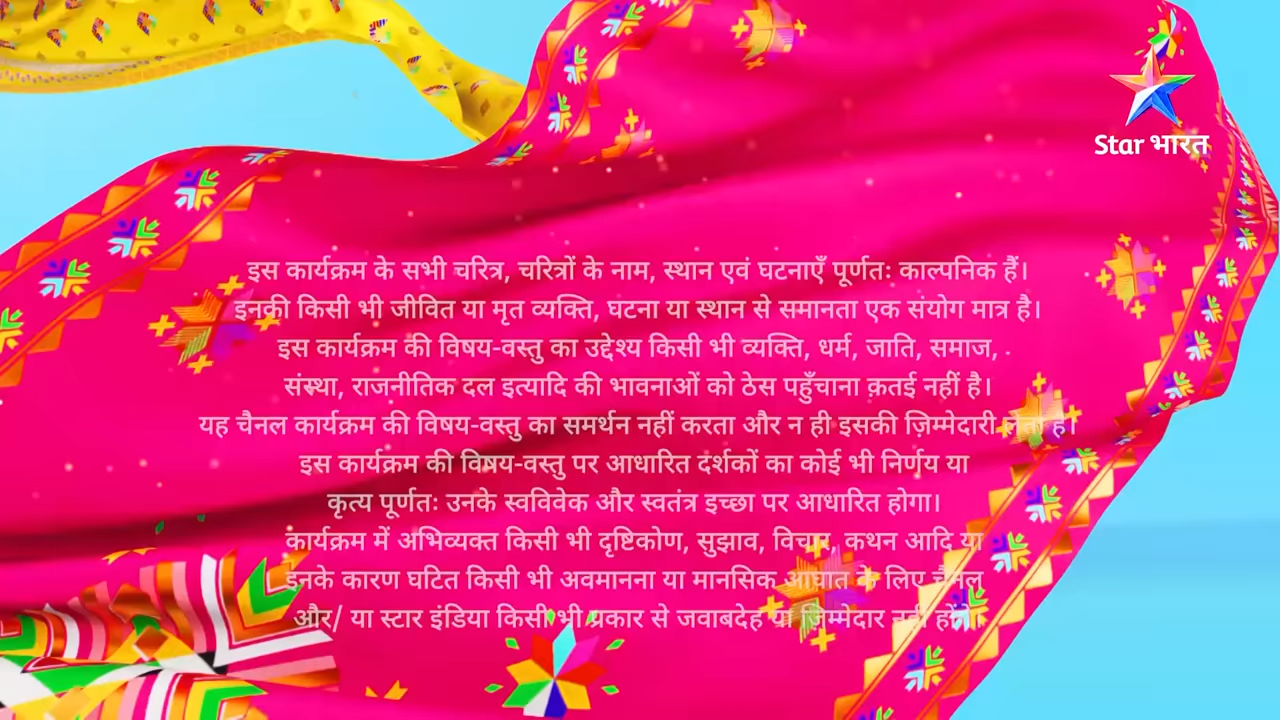 Star भारत
इस कार्यक्रम के सभी चरित्र, चरित्रों के नाम, स्थान एवं घटनाएँ पूर्णतः काल्पनिक हैं।
इनकी किसी भी जीवित या मृत व्यक्ति, घटना या स्थान से समानता एक संयोग मात्र है।
इस कार्यक्रम की विषय-वस्तु का उद्देश्य किसी भी व्यक्ति, धर्म, जाति, समाज,
संस्था, राजनीतिक दल इत्यादि की भावनाओं को ठेस पहुँचाना क़तई नहीं है।
यह चैनल कार्यक्रम की विषय-वस्तु का समर्थन नहीं करता और न ही इसकी ज़िम्मेदारी लेता है।
इस कार्यक्रम की विषय-वस्तु पर आधारित दर्शकों का कोई भी निर्णय या
कृत्य पूर्णतः उनके स्वविवेक और स्वतंत्र इच्छा पर आधारित होगा।
कार्यक्रम में अभिव्यक्त किसी भी दृष्टिकोण, सुझाव, विचार, कथन आदि या
इनके कारण घटित किसी भी अवमानना या मानसिक आघात के लिए चैनल
और/ या स्टार इंडिया किसी भी प्रकार से जवाबदेह या ज़िम्मेदार नहीं होंगे।